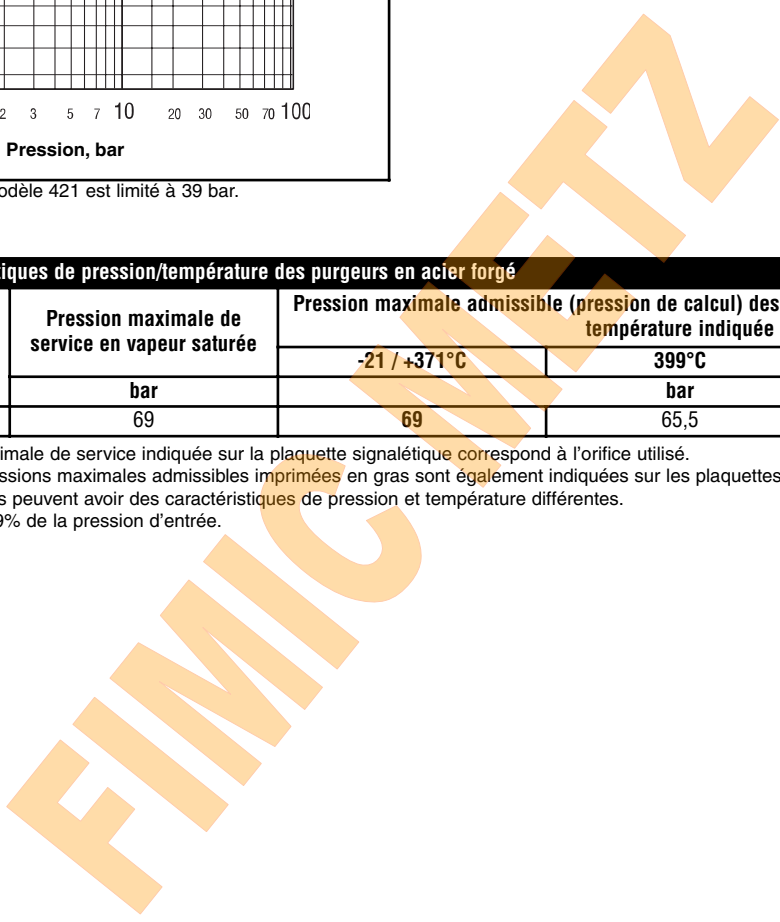 2 3 5 7 10 20 30 50 70 100
Pression, bar
odèle 421 est limité à 39 bar.
tiques de pression/température des purgeurs en acier forgé
Pression maximale de service en vapeur saturée
Pression maximale admissible (pression de calcul) des
température indiquée
-21 / +371°C 399°C
bar bar
69 69 65,5
imale de service indiquée sur la plaquette signalétique correspond à l'orifice utilisé.
essions maximales admissibles imprimées en gras sont également indiquées sur les plaquettes
s peuvent avoir des caractéristiques de pression et température différentes.
9% de la pression d'entrée.
FIMIC METZ